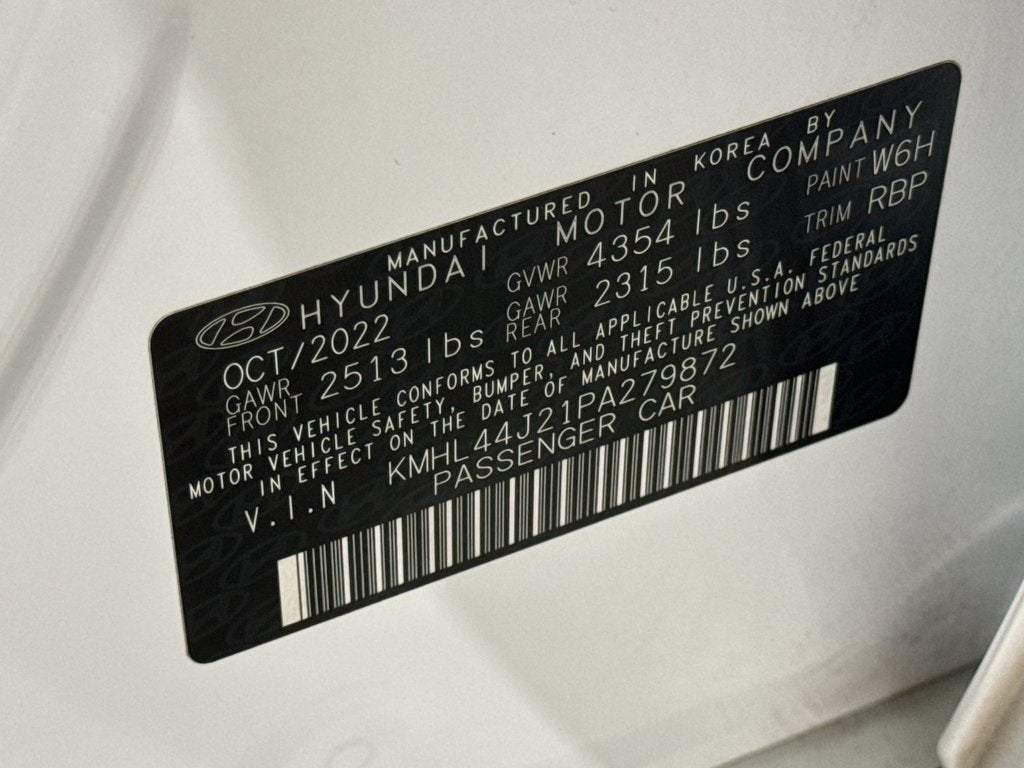 MANUFACTURED IN KOREA BY
HYUNDAI MOTOR COMPANY
OCT/2022 GVWR 4354 lbs PAINT W6H
GAWR FRONT 2513 lbs GAWR REAR 2315 lbs TRIM RBP
THIS VEHICLE CONFORMS TO ALL APPLICABLE U.S.A. FEDERAL
MOTOR VEHICLE SAFETY, BUMPER, AND THEFT PREVENTION STANDARDS
IN EFFECT ON THE DATE OF MANUFACTURE SHOWN ABOVE
V.I.N KMHL44J21PA279872
PASSENGER CAR